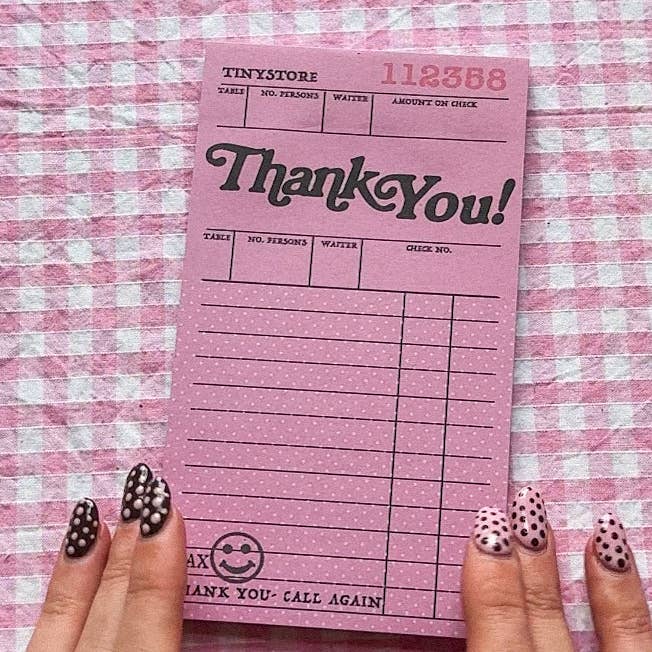 TINYSTORE 112358
TABLE NO. PERSONS WAITER AMOUNT ON CHECK
Thank You!
TABLE NO. PERSONS WAITER CHECK NO.
AX
HANK YOU- CALL AGAIN